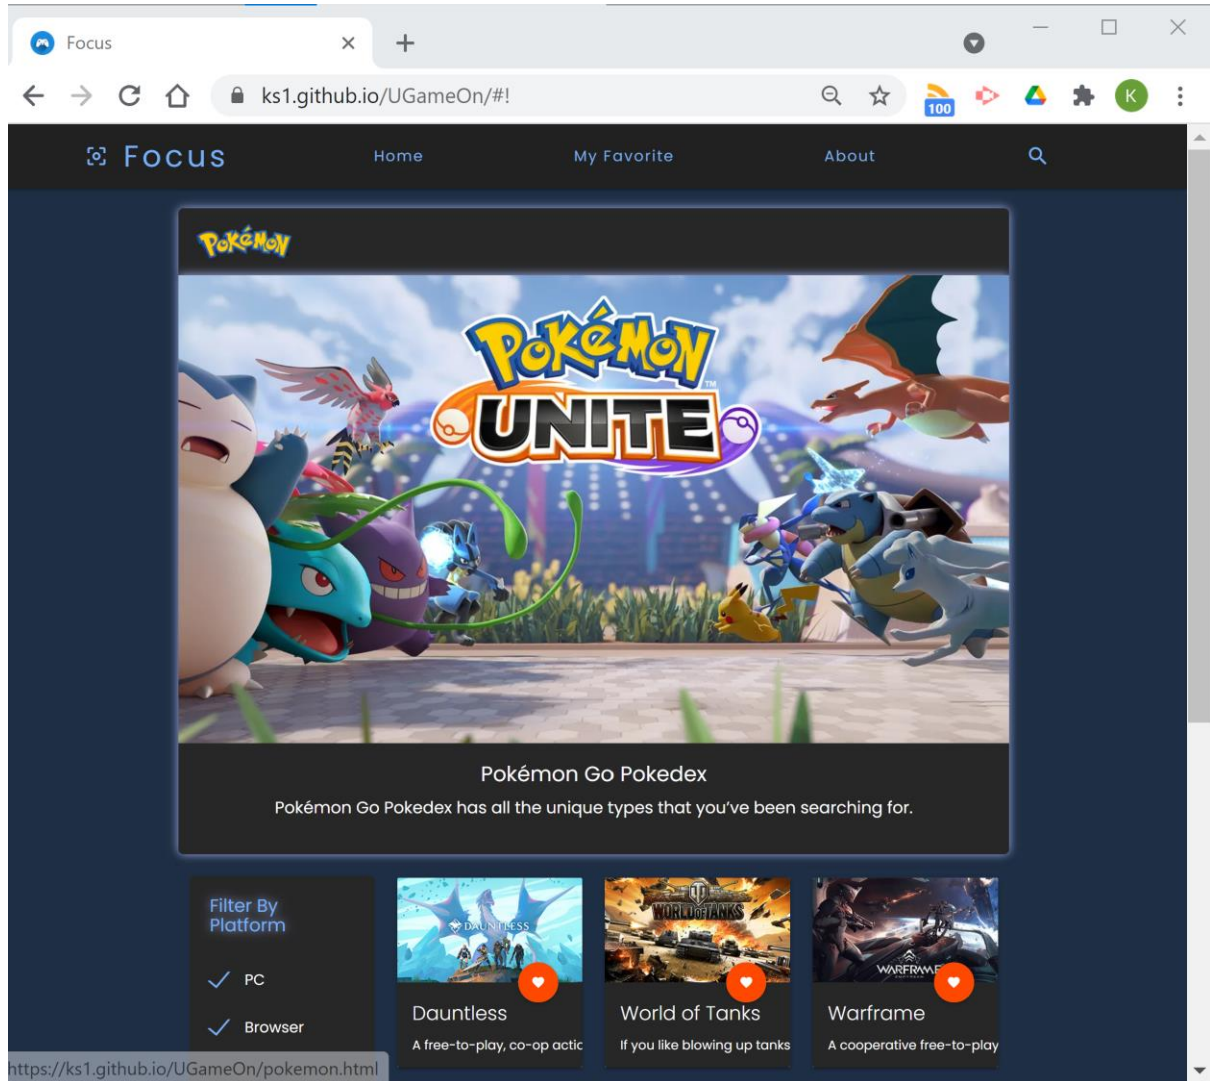 Focus
ks1.github.io/UGameOn/#!
100
K
Focus
Home
My Favorite
About
POKéMON
POKéMON
TM
UNITE
Pokémon Go Pokedex
Pokémon Go Pokedex has all the unique types that you’ve been searching for.
Filter By
Platform
PC
Browser
DAUNTLESS
Dauntless
A free-to-play, co-op actic
WORLD OF TANKS
World of Tanks
If you like blowing up tanks
WARFRAME
Warframe
A cooperative free-to-play
https://ks1.github.io/UGameOn/pokemon.html